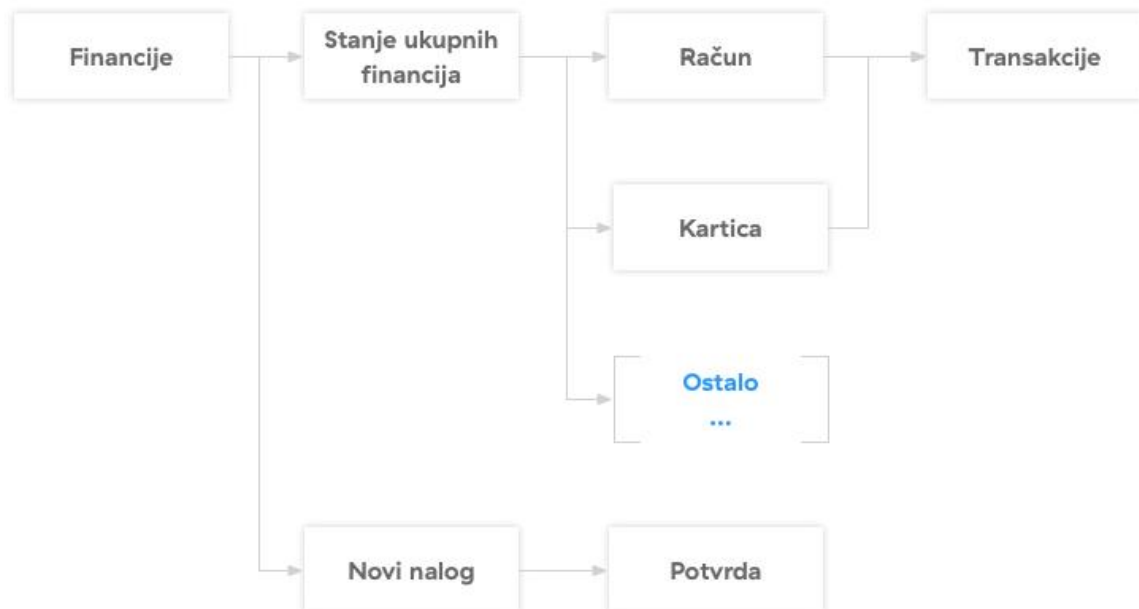 Financije
Stanje ukupnih
financija
Račun
Transakcije
Kartica
Ostalo
...
Novi nalog
Potvrda